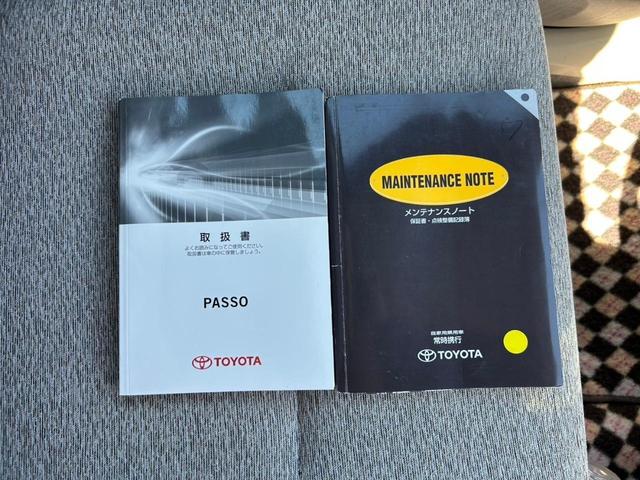 取扱書
よくお読みになってご使用ください。
取扱書は車の中に保管しましょう。
PASSO
TOYOTA
MAINTENANCE NOTE
メンテナンスノート
保証書・点検整備記録簿
自家用乗用車
常時携行
TOYOTA